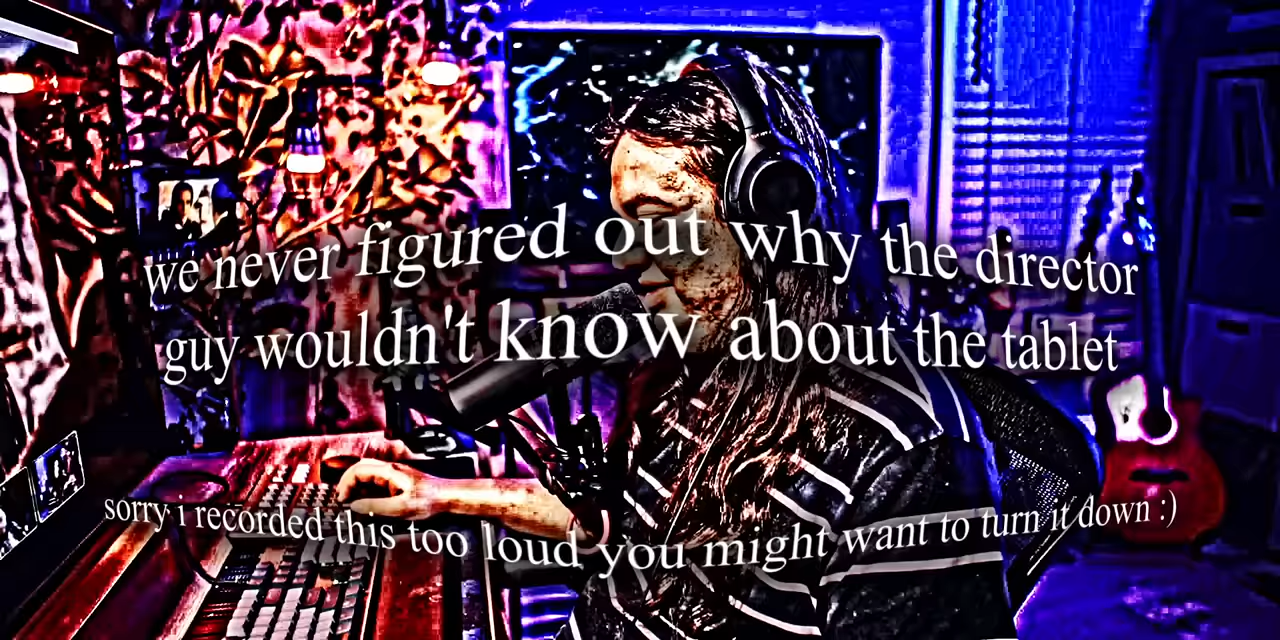 we never figured out why the director
guy wouldn't know about the tablet
sorry i recorded this too loud you might want to turn it down :)